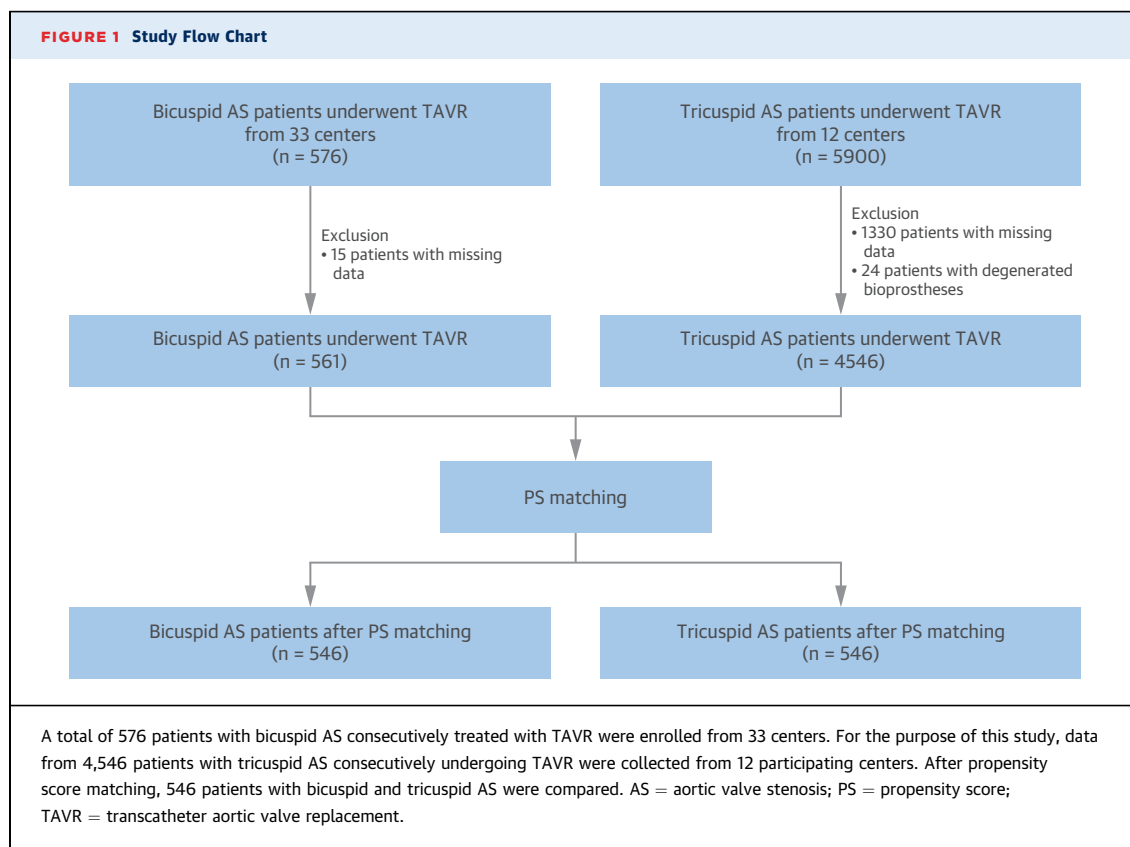 FIGURE 1 Study Flow Chart
Bicuspid AS patients underwent TAVR
from 33 centers
(n = 576)
Tricuspid AS patients underwent TAVR
from 12 centers
(n = 5900)
Exclusion
• 15 patients with missing
data
Exclusion
• 1330 patients with missing
data
• 24 patients with degenerated
bioprostheses
Bicuspid AS patients underwent TAVR
(n = 561)
Tricuspid AS patients underwent TAVR
(n = 4546)
PS matching
Bicuspid AS patients after PS matching
(n = 546)
Tricuspid AS patients after PS matching
(n = 546)
A total of 576 patients with bicuspid AS consecutively treated with TAVR were enrolled from 33 centers. For the purpose of this study, data
from 4,546 patients with tricuspid AS consecutively undergoing TAVR were collected from 12 participating centers. After propensity
score matching, 546 patients with bicuspid and tricuspid AS were compared. AS = aortic valve stenosis; PS = propensity score;
TAVR = transcatheter aortic valve replacement.